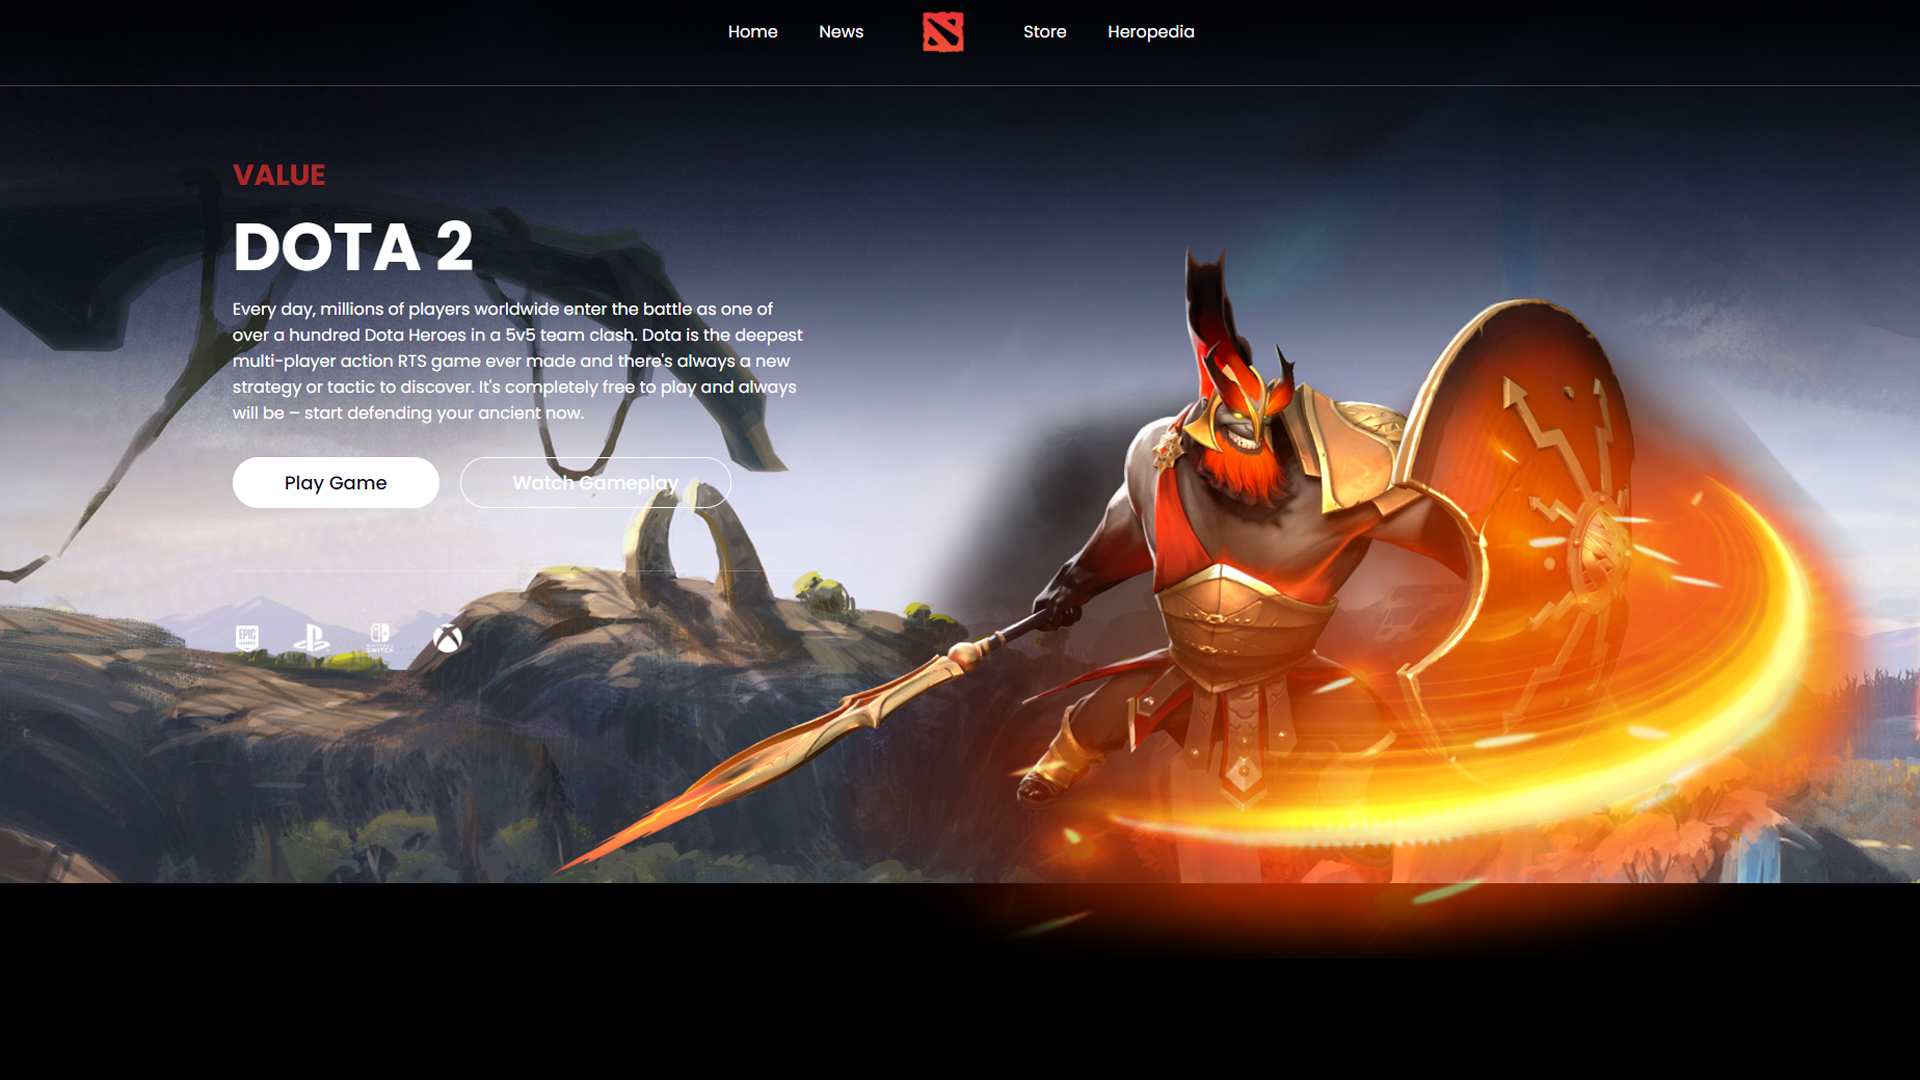 Home News Store Heropedia
VALUE
DOTA 2
Every day, millions of players worldwide enter the battle as one of
over a hundred Dota Heroes in a 5v5 team clash. Dota is the deepest
multi-player action RTS game ever made and there's always a new
strategy or tactic to discover. It's completely free to play and always
will be – start defending your ancient now.
Play Game Watch Gameplay
EPIC
GAMES
SWITCH